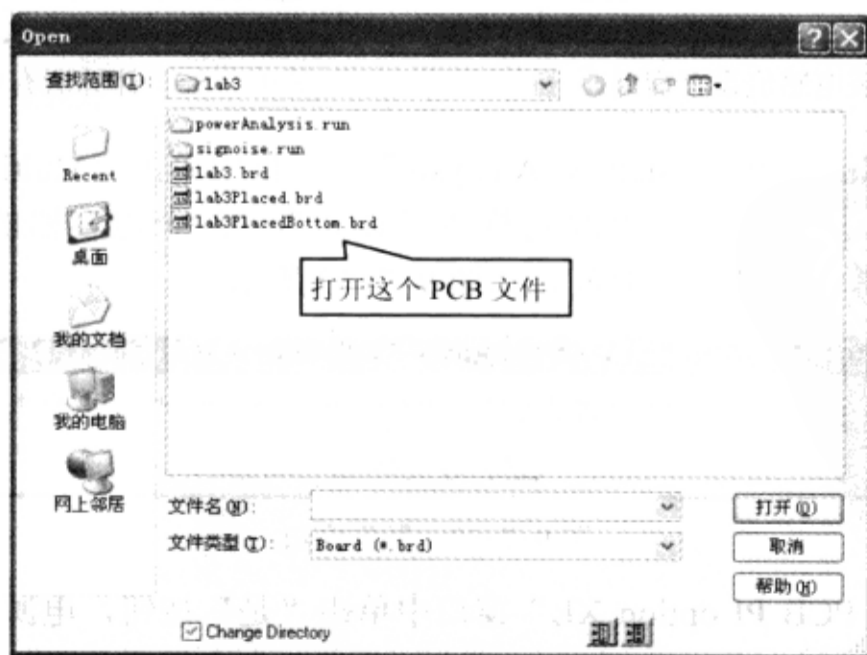 Open
查找范围(I):
lab3
powerAnalysis.run
signoise.run
lab3.brd
lab3Placed.brd
lab3PlacedBottom.brd
打开这个 PCB 文件
Recent
桌面
我的文档
我的电脑
网上邻居
文件名(N):
打开(O)
文件类型(T):
Board (*.brd)
取消
帮助(H)
Change Directory